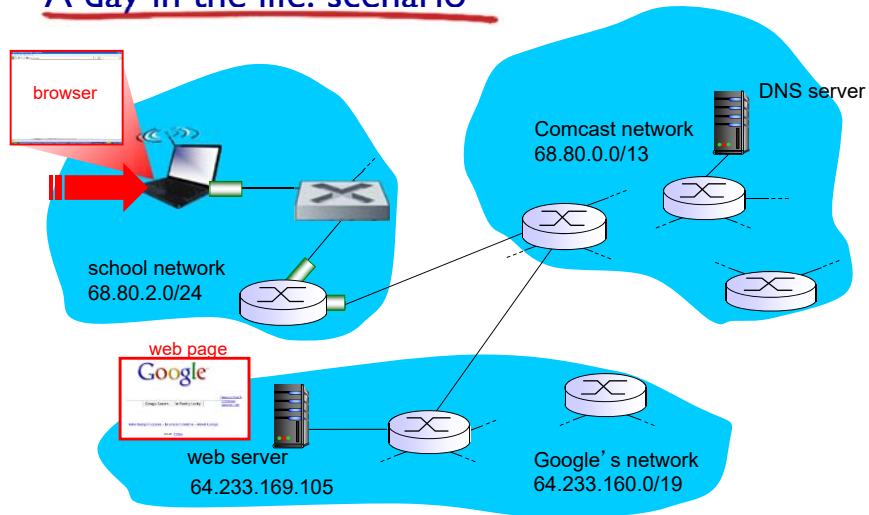 A day in the life: scenario
browser
DNS server
Comcast network
68.80.0.0/13
school network
68.80.2.0/24
web page
Google
web server
64.233.169.105
Google’s network
64.233.160.0/19